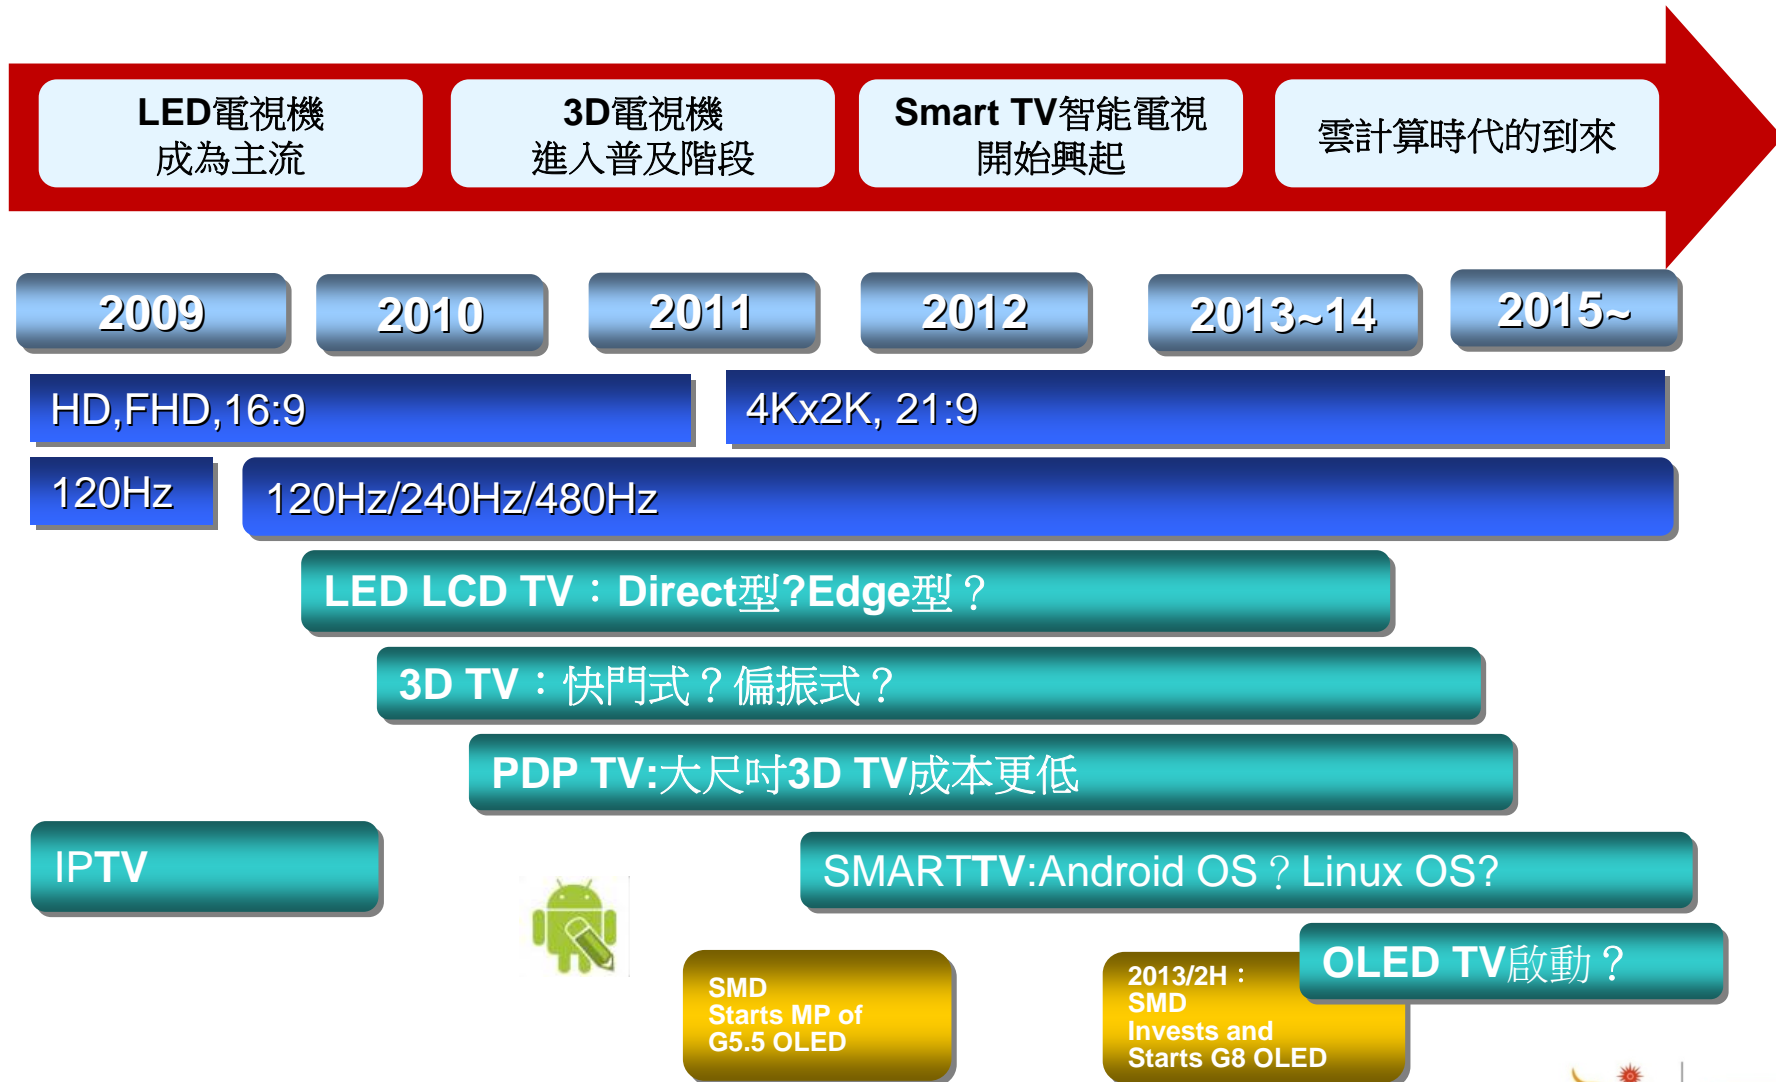 LED電視機
成為主流
3D電視機
進入普及階段
Smart TV智能電視
開始興起
雲計算時代的到來
2009
2010
2011
2012
2013~14
2015~
HD,FHD,16:9
4Kx2K, 21:9
120Hz
120Hz/240Hz/480Hz
LED LCD TV：Direct型?Edge型？
3D TV：快門式？偏振式？
PDP TV:大尺吋3D TV成本更低
IPTV
SMARTTV:Android OS？Linux OS?
OLED TV啟動？
SMD
Starts MP of
G5.5 OLED
2013/2H：
SMD
Invests and
Starts G8 OLED